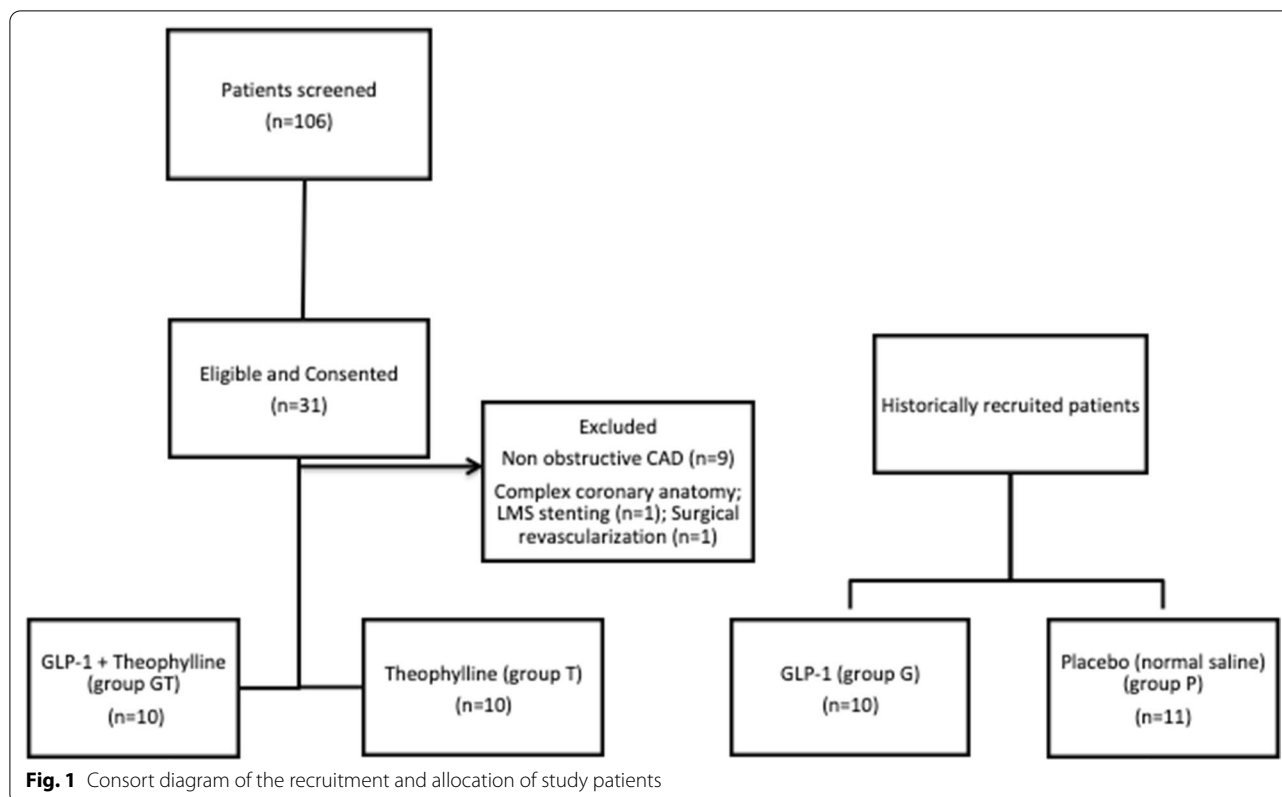 Patients screened
(n=106)
Eligible and Consented
(n=31)
Excluded
Non obstructive CAD (n=9)
Complex coronary anatomy;
LMS stenting (n=1); Surgical
revascularization (n=1)
Historically recruited patients
GLP-1 + Theophylline
(group GT)
(n=10)
Theophylline (group T)
(n=10)
GLP-1 (group G)
(n=10)
Placebo (normal saline)
(group P)
(n=11)
Fig. 1 Consort diagram of the recruitment and allocation of study patients